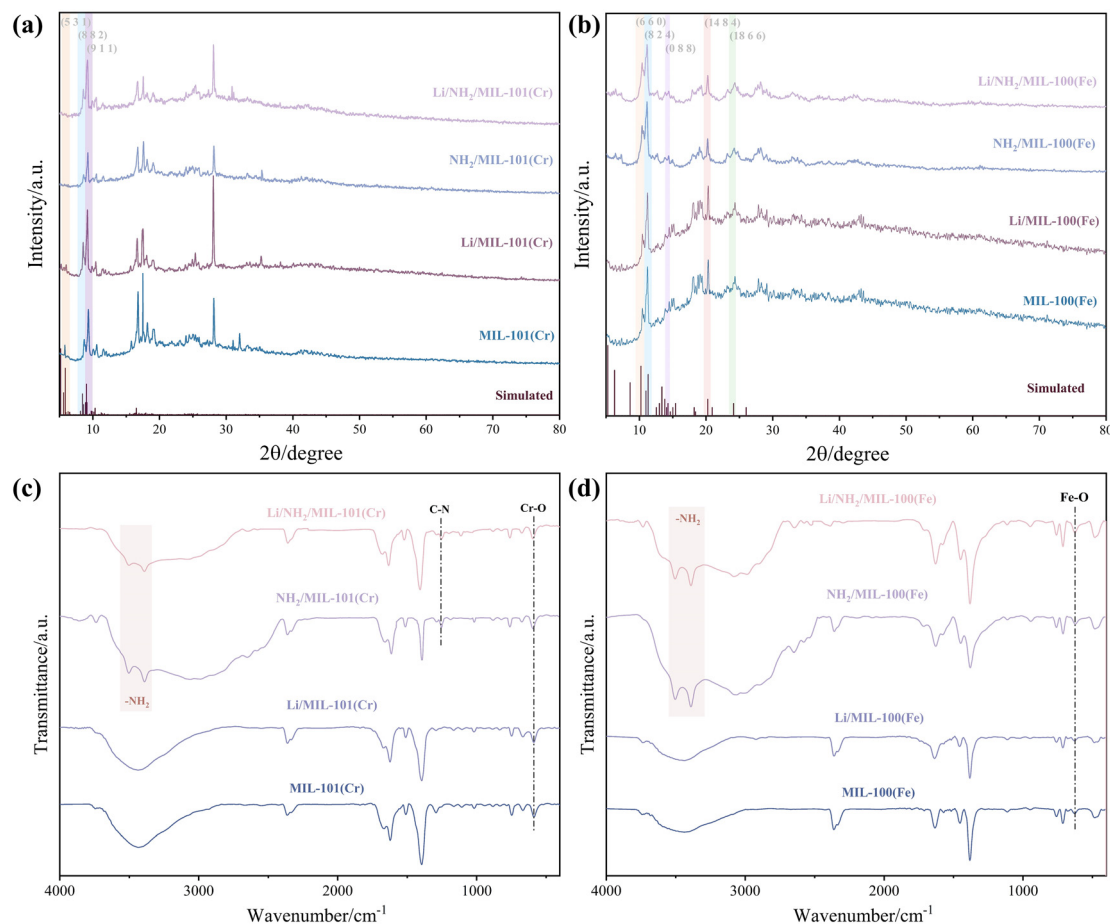 (a)
(5 3 1)
(8 8 2)
(9 1 1)
Li/NH₂/MIL-101(Cr)
NH₂/MIL-101(Cr)
Li/MIL-101(Cr)
MIL-101(Cr)
Simulated
Intensity/a.u.
10 20 30 40 50 60 70 80
2θ/degree
(b)
(6 6 0)
(8 2 4)
(0 8 8)
(14 8 4)
(18 6 6)
Li/NH₂/MIL-100(Fe)
NH₂/MIL-100(Fe)
Li/MIL-100(Fe)
MIL-100(Fe)
Simulated
Intensity/a.u.
10 20 30 40 50 60 70 80
2θ/degree
(c)
C-N
Cr-O
Li/NH₂/MIL-101(Cr)
NH₂/MIL-101(Cr)
-NH₂
Li/MIL-101(Cr)
MIL-101(Cr)
Transmittance/a.u.
4000 3000 2000 1000
Wavenumber/cm⁻¹
(d)
Fe-O
Li/NH₂/MIL-100(Fe)
-NH₂
NH₂/MIL-100(Fe)
Li/MIL-100(Fe)
MIL-100(Fe)
Transmittance/a.u.
4000 3000 2000 1000
Wavenumber/cm⁻¹